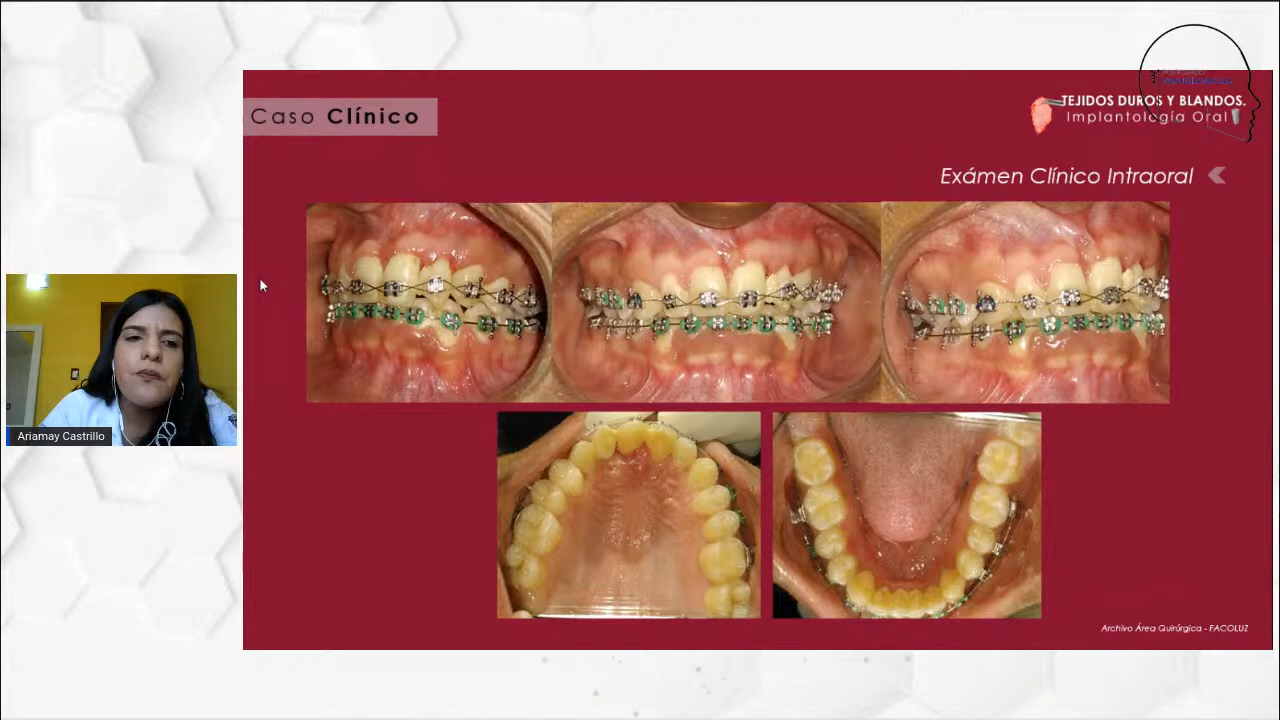 Caso Clínico
TEJIDOS DUROS Y BLANDOS.
Implantología Oral
Exámen Clínico Intraoral
Ariamay Castrillo
Archivo Área Quirúrgica - FACOLUZ